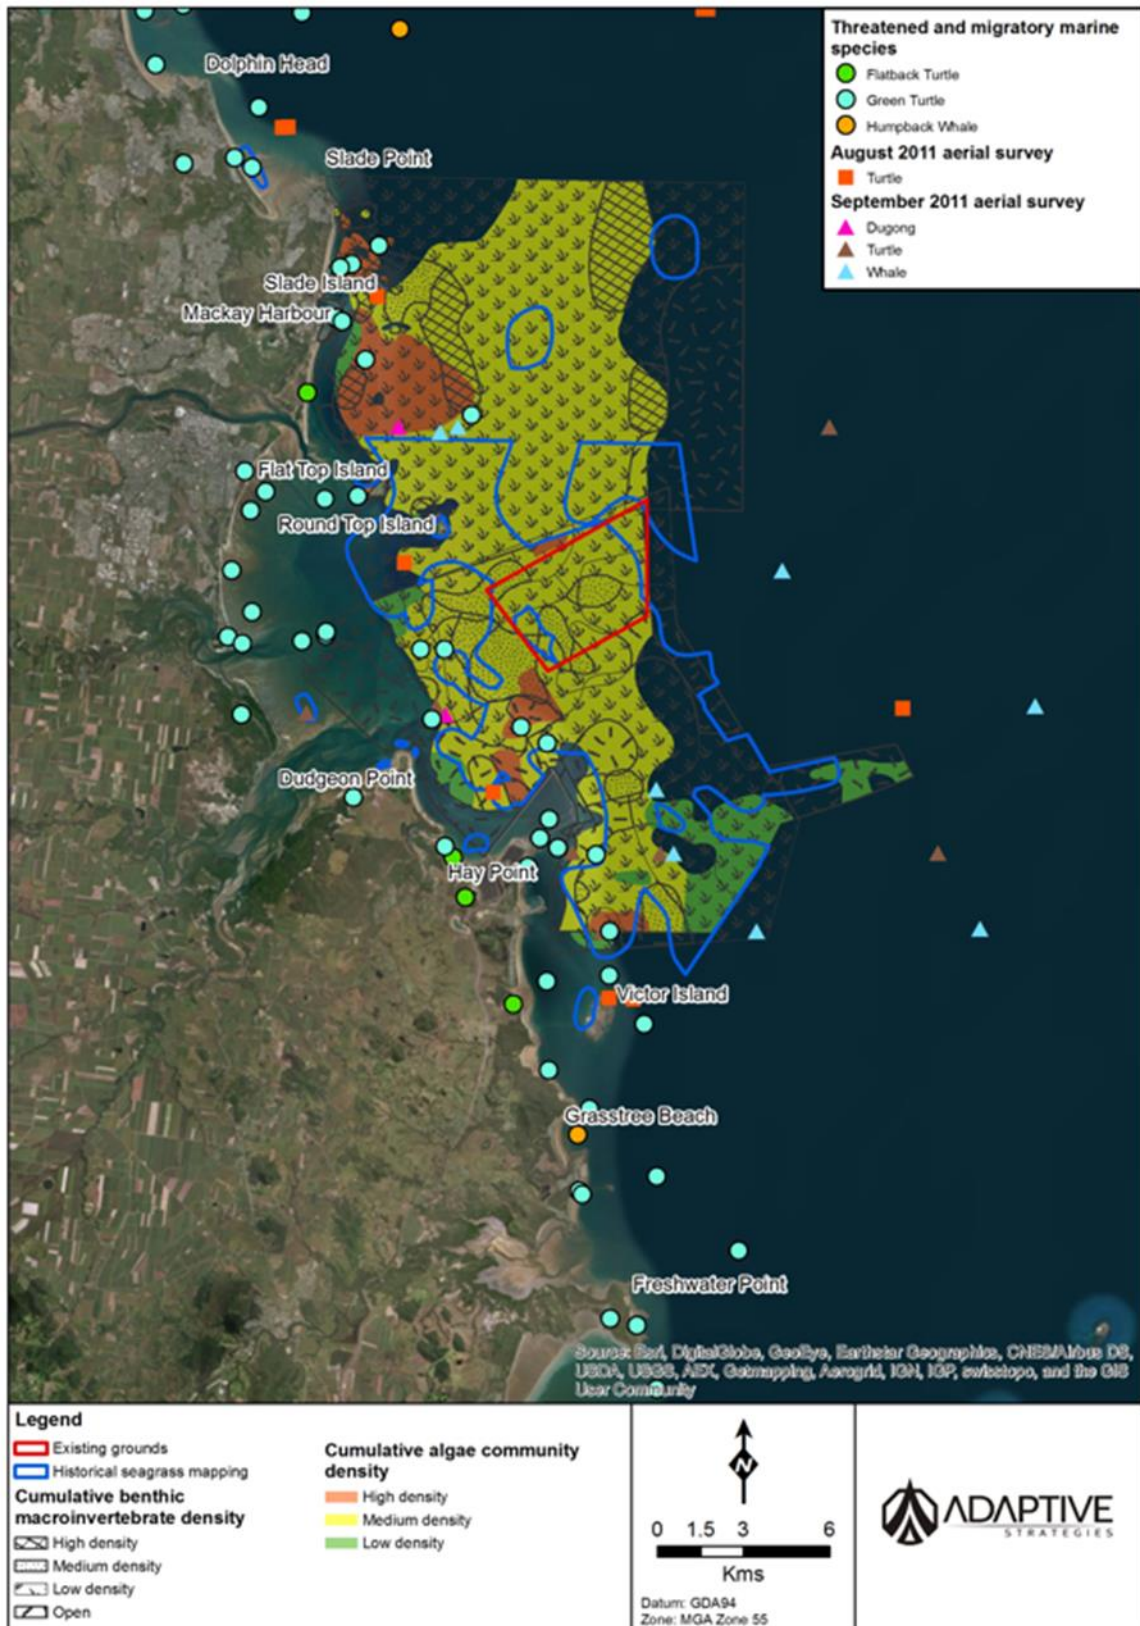 Dolphin Head
Slade Point
Slade Island
Mackay Harbour
Flat Top Island
Round Top Island
Dudgeon Point
Hay Point
Victor Island
Grasstree Beach
Freshwater Point
Threatened and migratory marine
species
Flatback Turtle
Green Turtle
Humpback Whale
August 2011 aerial survey
Turtle
September 2011 aerial survey
Dugong
Turtle
Whale
Source: Esri, DigitalGlobe, GeoEye, Earthstar Geographics, CNES/Airbus DS,
USDA, USGS, AEX, Getmapping, Aerogrid, IGN, IGP, swisstopo, and the GIS
User Community
Legend
Existing grounds
Historical seagrass mapping
Cumulative benthic
macroinvertebrate density
High density
Medium density
Low density
Open
Cumulative algae community
density
High density
Medium density
Low density
N
0 1.5 3 6
Kms
Datum: GDA94
Zone: MGA Zone 55
ADAPTIVE
STRATEGIES